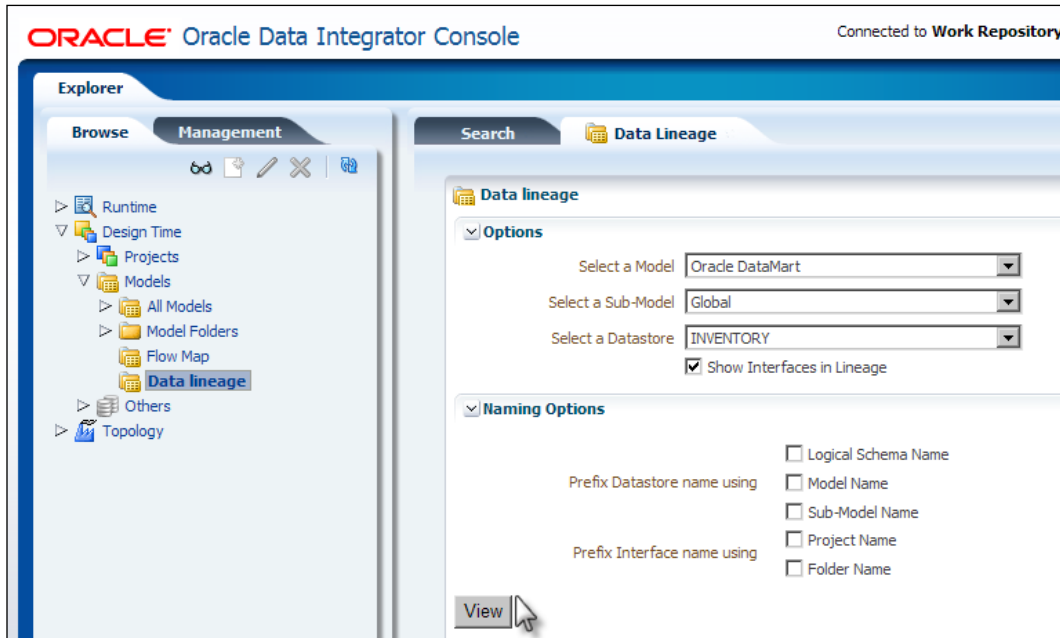 ORACLE® Oracle Data Integrator Console
Connected to Work Repository
Explorer
Browse
Management
Runtime
Design Time
Projects
Models
All Models
Model Folders
Flow Map
Data lineage
Others
Topology
Search
Data Lineage
Data lineage
Options
Select a Model Oracle DataMart
Select a Sub-Model Global
Select a Datastore INVENTORY
Show Interfaces in Lineage
Naming Options
Prefix Datastore name using
Logical Schema Name
Model Name
Sub-Model Name
Prefix Interface name using
Project Name
Folder Name
View